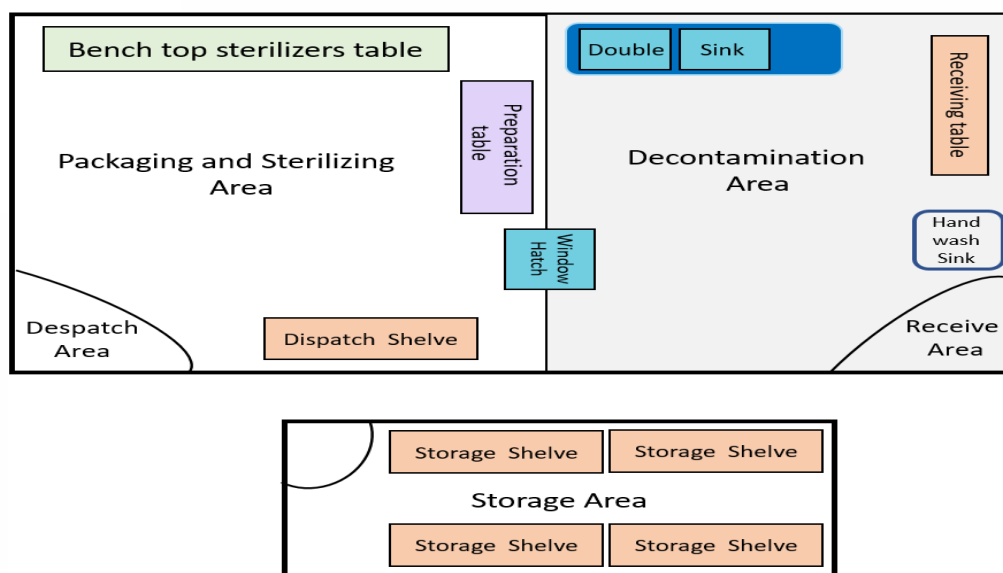 Bench top sterilizers table
Double
Sink
Receiving table
Preparation
table
Packaging and Sterilizing
Area
Decontamination
Area
Hand
wash
Sink
Window
Hatch
Despatch
Area
Dispatch Shelve
Receive
Area
Storage Shelve
Storage Shelve
Storage Area
Storage Shelve
Storage Shelve